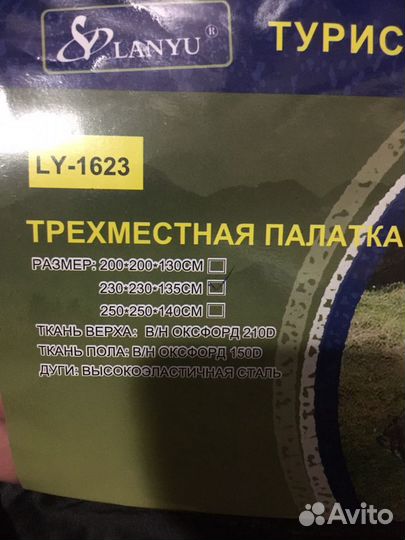 LANYU ®
ТУРИС
LY-1623
ТРЕХМЕСТНАЯ ПАЛАТКА
РАЗМЕР: 200*200*130СМ
230*230*135СМ
250*250*140СМ
ТКАНЬ ВЕРХА: В/Н ОКСФОРД 210D
ТКАНЬ ПОЛА: В/Н ОКСФОРД 150D
ДУГИ: ВЫСОКОЭЛАСТИЧНАЯ СТАЛЬ
Avito